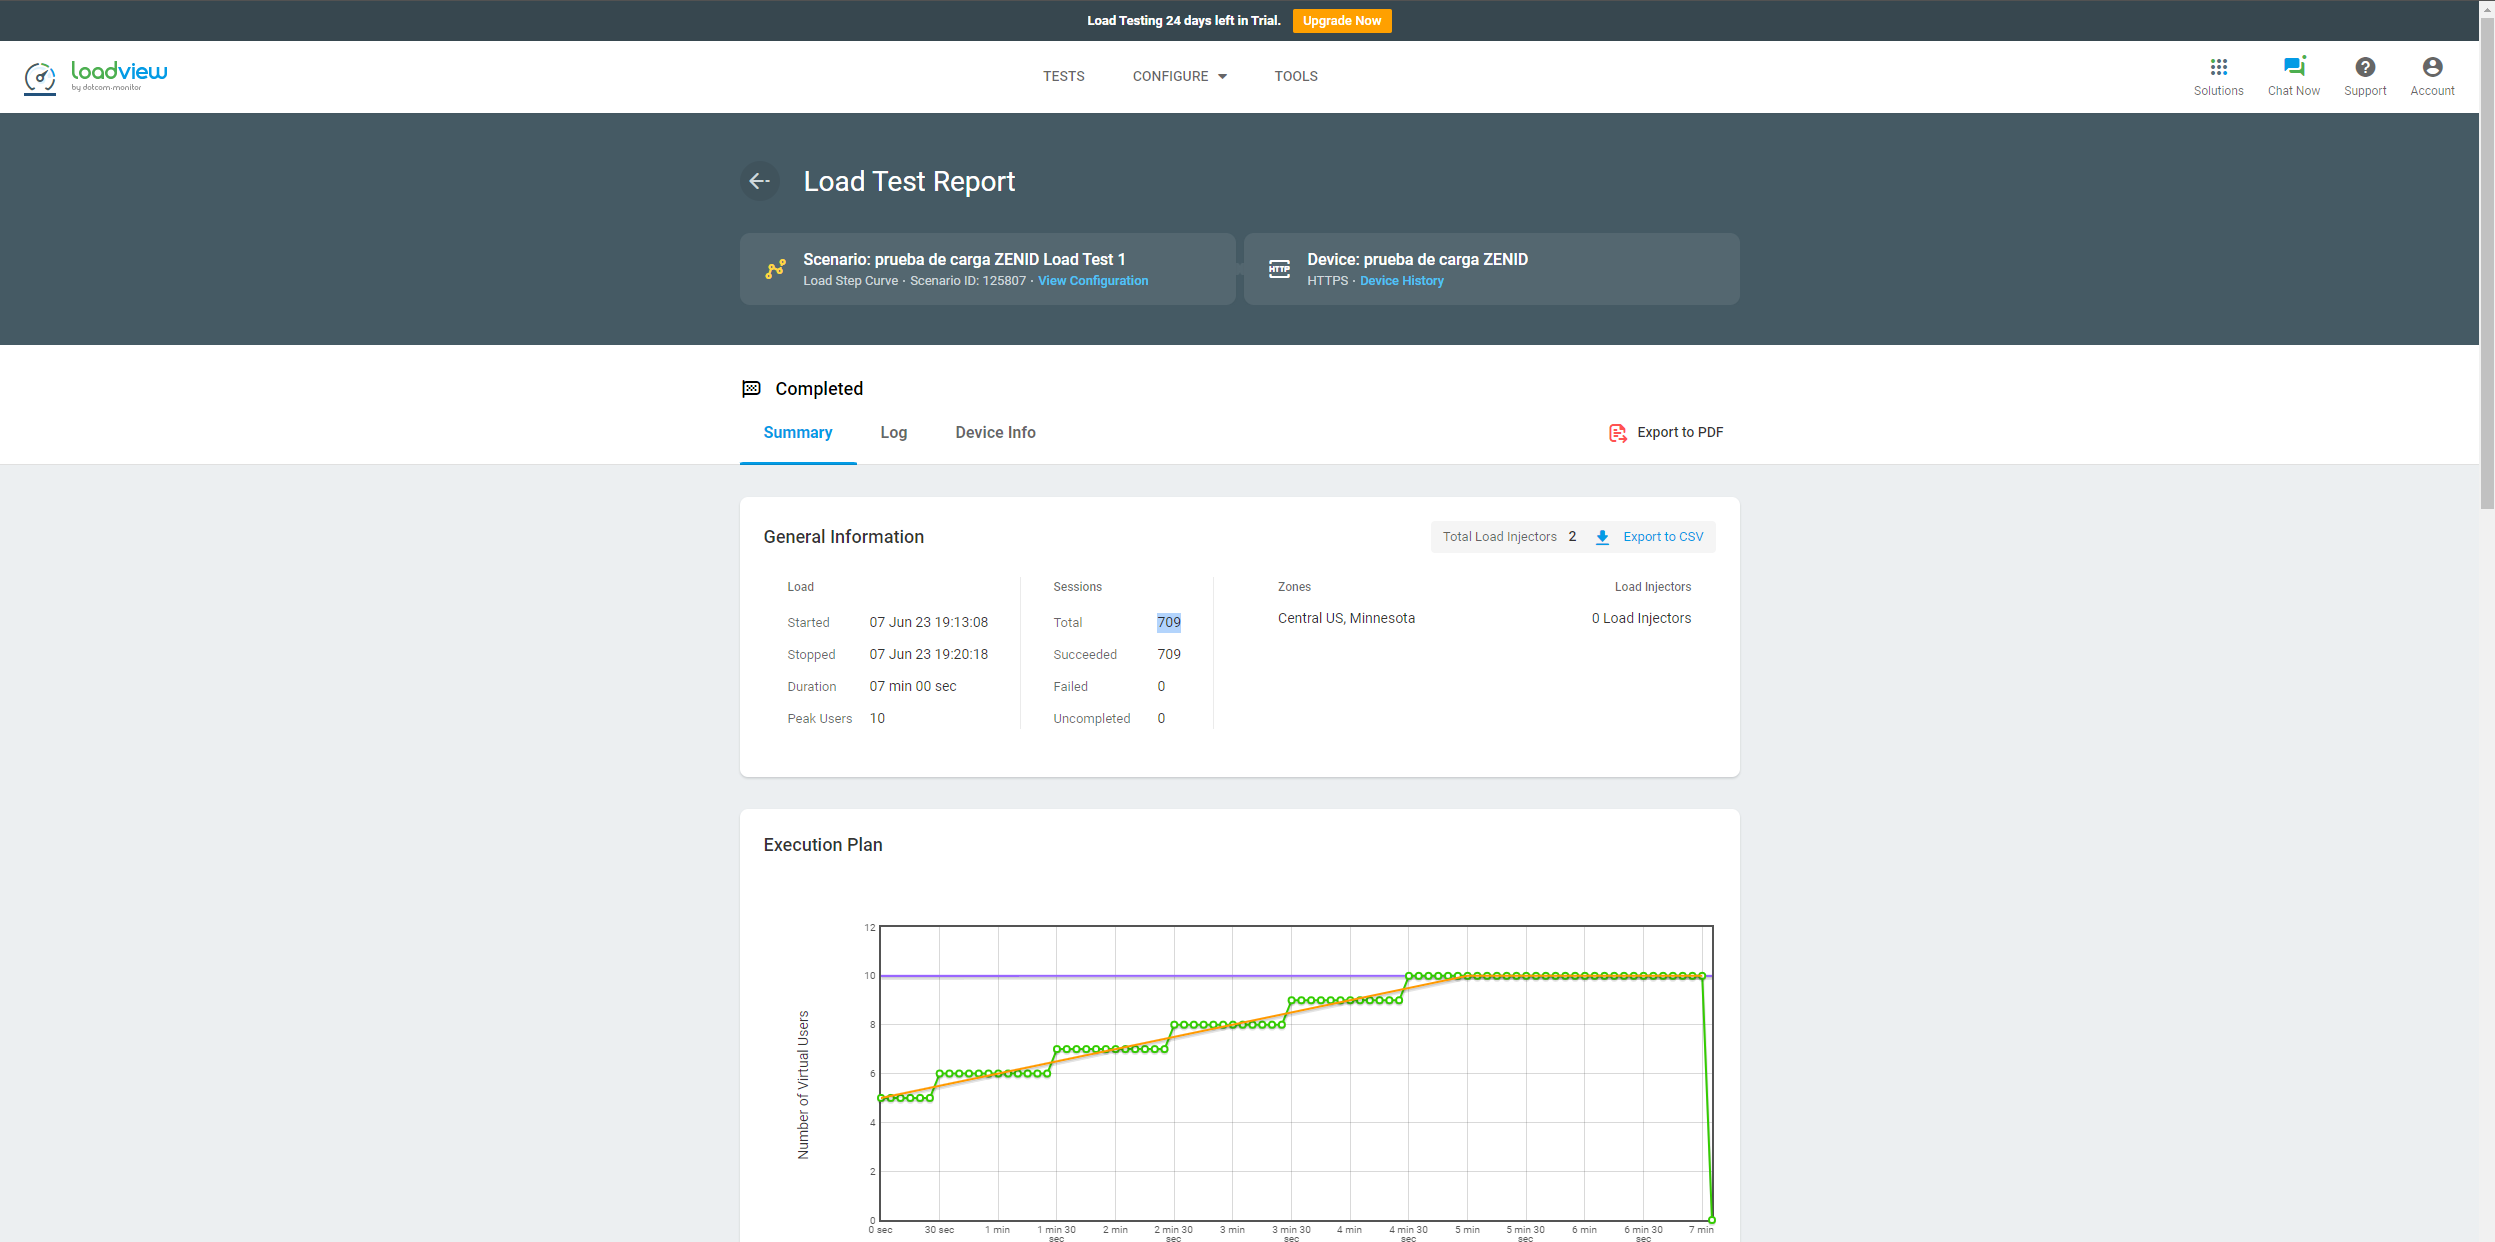 Load Testing 24 days left in Trial. Upgrade Now
loadview
by dotcom-monitor
TESTS CONFIGURE TOOLS
Solutions Chat Now Support Account
Load Test Report
Scenario: prueba de carga ZENID Load Test 1
Load Step Curve · Scenario ID: 125807 · View Configuration
HTTP
Device: prueba de carga ZENID
HTTPS · Device History
Completed
Summary Log Device Info
Export to PDF
General Information
Total Load Injectors 2 Export to CSV
Load Sessions Zones Load Injectors
Started 07 Jun 23 19:13:08 Total 709 Central US, Minnesota 0 Load Injectors
Stopped 07 Jun 23 19:20:18 Succeeded 709
Duration 07 min 00 sec Failed 0
Peak Users 10 Uncompleted 0
Execution Plan
Number of Virtual Users
12
10
8
6
4
2
0
0 sec 30 sec 1 min 1 min 30 sec 2 min 2 min 30 sec 3 min 3 min 30 sec 4 min 4 min 30 sec 5 min 5 min 30 sec 6 min 6 min 30 sec 7 min